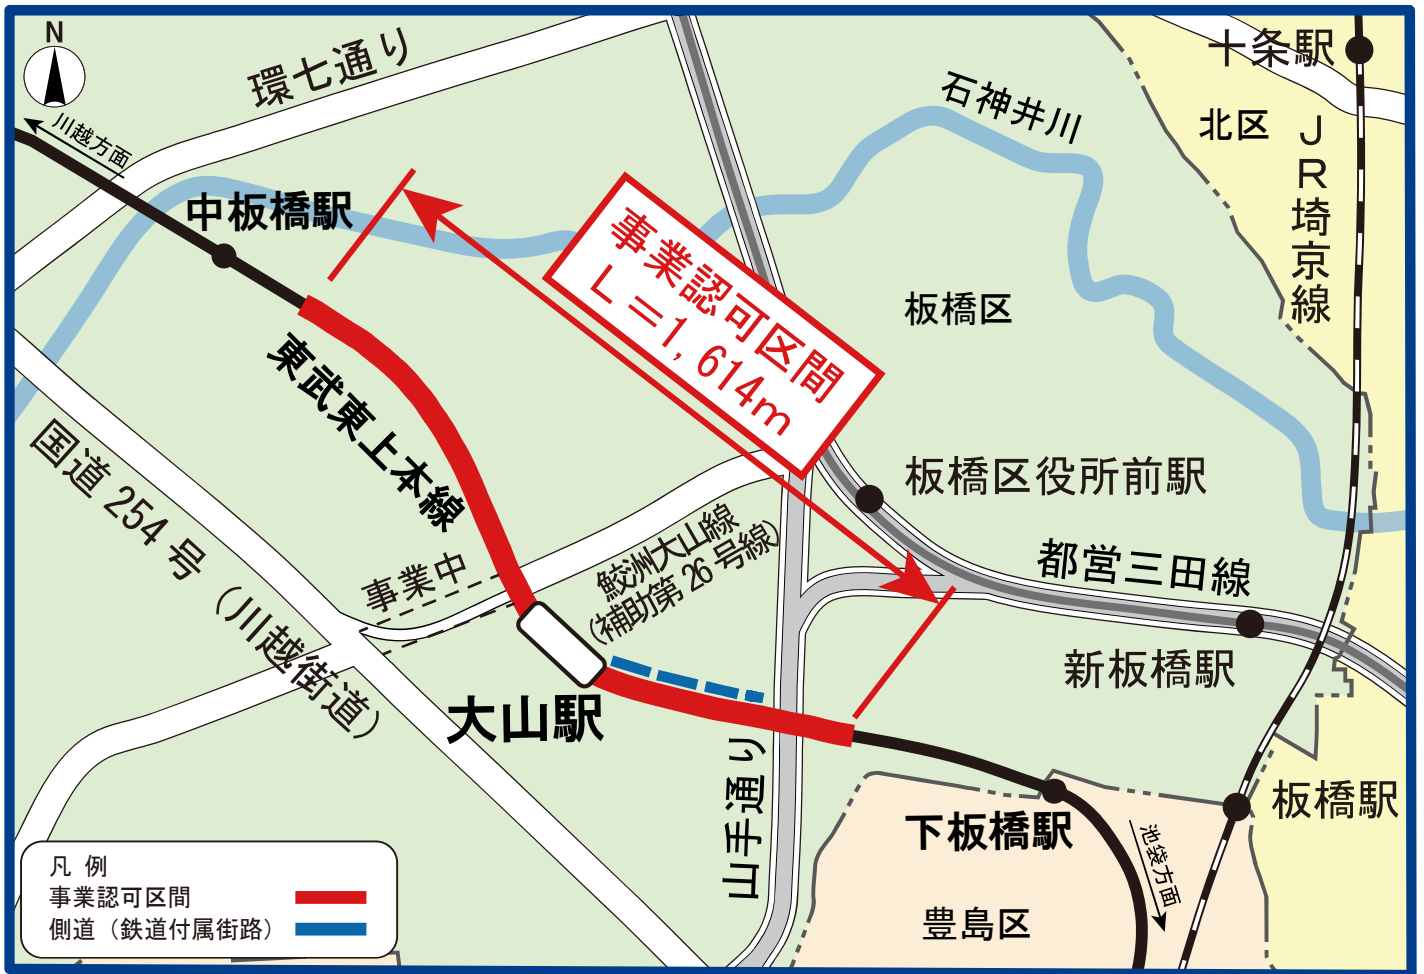 N
環七通り
川越方面
中板橋駅
石神井川
十条駅
北区
JR埼京線
事業認可区間
L=1,614m
板橋区
東武東上本線
国道254号(川越街道)
事業中
鮫洲大山線
(補助第26号線)
板橋区役所前駅
都営三田線
新板橋駅
大山駅
山手通り
下板橋駅
板橋駅
池袋方面
豊島区
凡 例
事業認可区間
側道(鉄道付属街路)